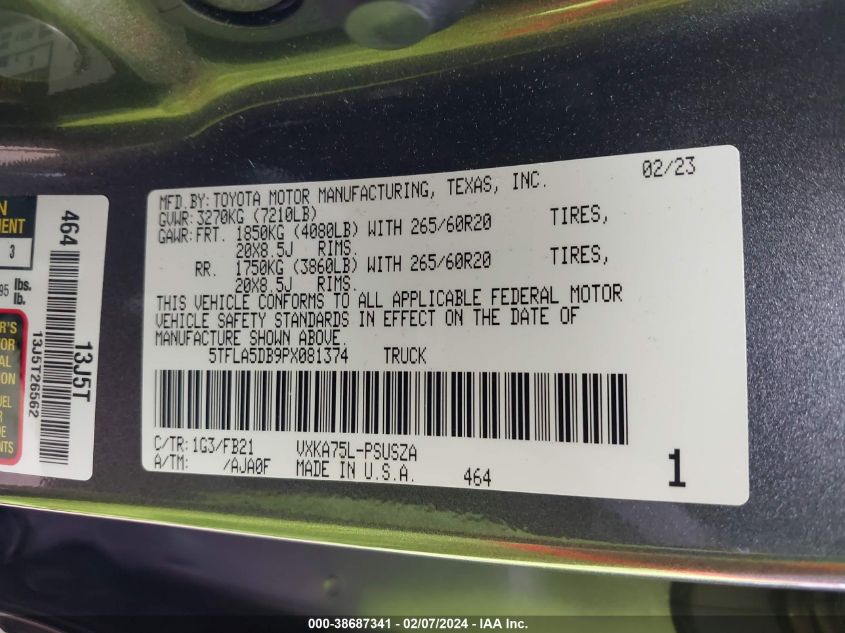 MFD.BY:TOYOTA MOTOR MANUFACTURING, TEXAS, INC. 02/23
GVWR:3270KG (7210LB)
GAWR:FRT. 1850KG (4080LB) WITH 265/60R20 TIRES,
20X8.5J RIMS.
RR. 1750KG (3860LB) WITH 265/60R20 TIRES,
20X8.5J RIMS.
THIS VEHICLE CONFORMS TO ALL APPLICABLE FEDERAL MOTOR
VEHICLE SAFETY STANDARDS IN EFFECT ON THE DATE OF
MANUFACTURE SHOWN ABOVE.
5TFLA5DB9PX081374 TRUCK
C/TR:1G3/FB21 VXKA75L-PSUSZA
A/TM: /AJA0F MADE IN U.S.A. 464 1
464
13J5T
13J5T26562
3
lbs.
lb.
000-38687341 - 02/07/2024 - IAA Inc.